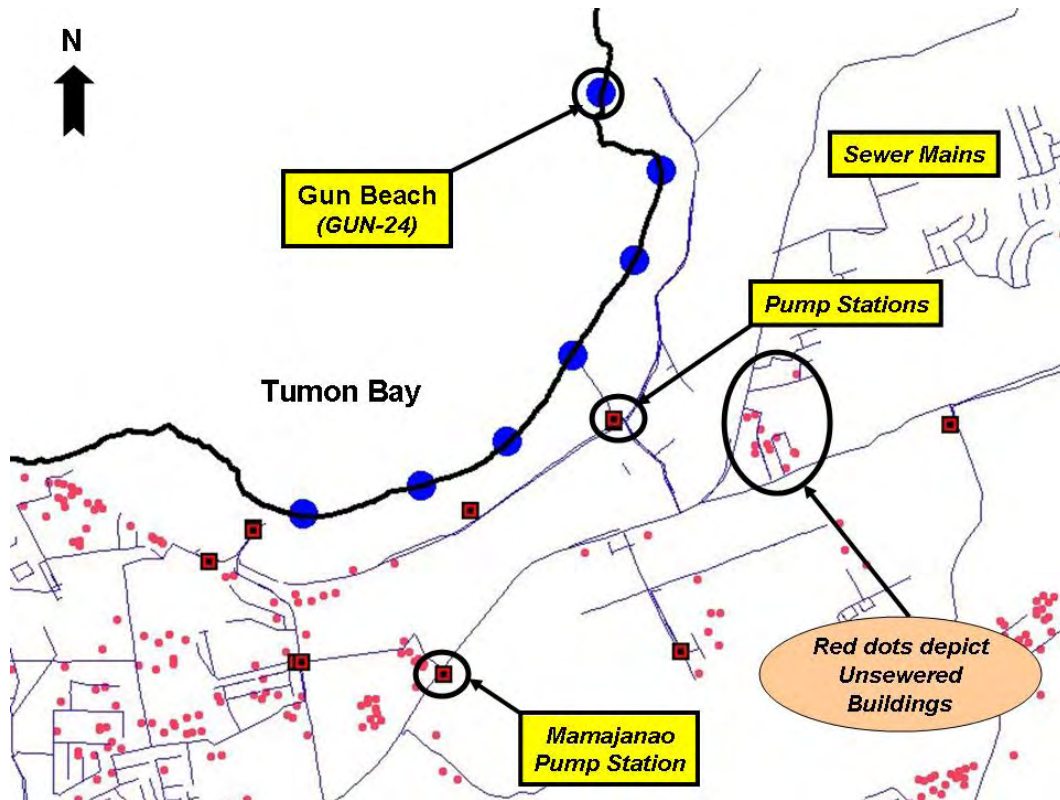 N
Gun Beach
(GUN-24)
Sewer Mains
Pump Stations
Tumon Bay
Red dots depict
Unsewered
Buildings
Mamajanao
Pump Station